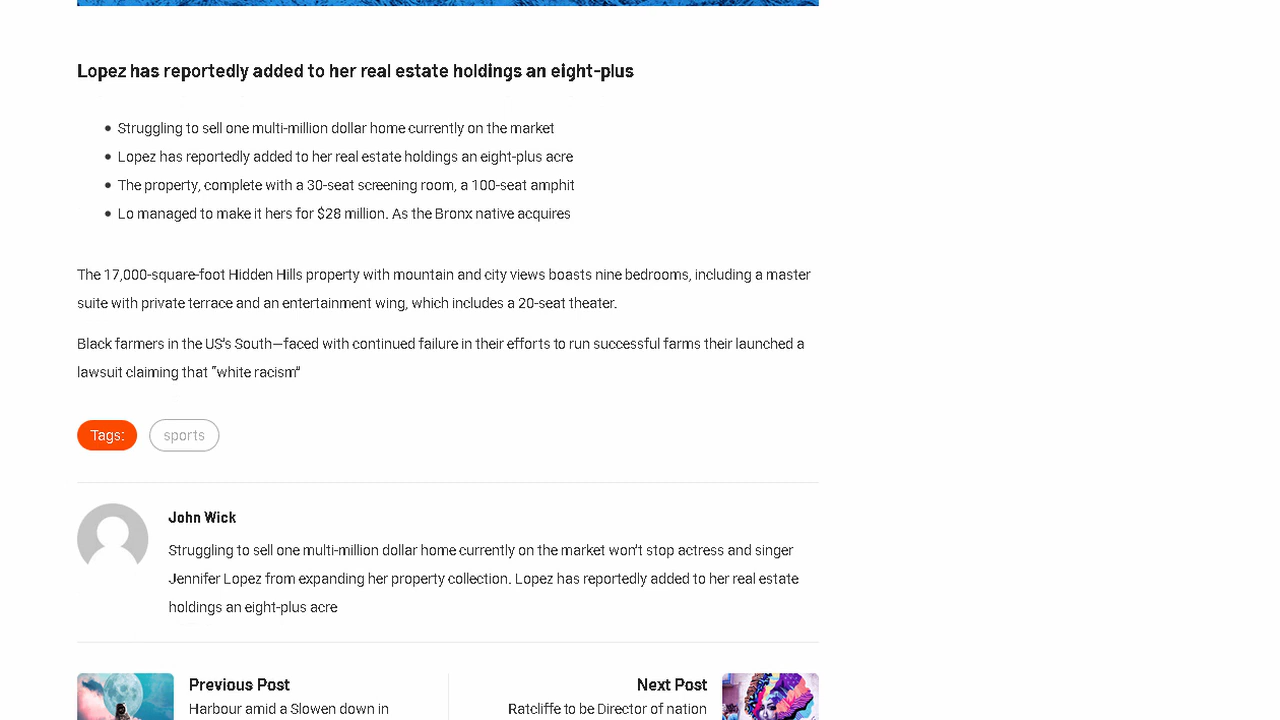 Lopez has reportedly added to her real estate holdings an eight-plus
Struggling to sell one multi-million dollar home currently on the market
Lopez has reportedly added to her real estate holdings an eight-plus acre
The property, complete with a 30-seat screening room, a 100-seat amphit
Lo managed to make it hers for $28 million. As the Bronx native acquires
The 17,000-square-foot Hidden Hills property with mountain and city views boasts nine bedrooms, including a master
suite with private terrace and an entertainment wing, which includes a 20-seat theater.
Black farmers in the US's South—faced with continued failure in their efforts to run successful farms their launched a
lawsuit claiming that "white racism"
Tags: sports
John Wick
Struggling to sell one multi-million dollar home currently on the market won't stop actress and singer
Jennifer Lopez from expanding her property collection. Lopez has reportedly added to her real estate
holdings an eight-plus acre
Previous Post
Harbour amid a Slowen down in
Next Post
Ratcliffe to be Director of nation